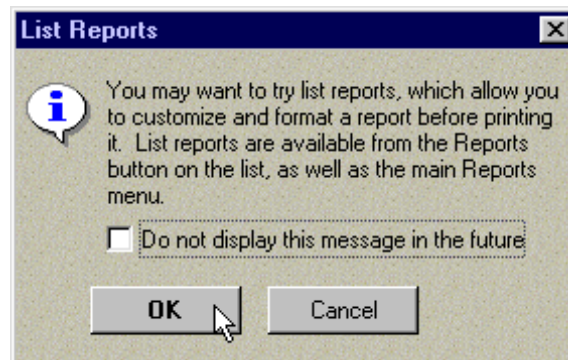 List Reports
You may want to try list reports, which allow you
to customize and format a report before printing
it.  List reports are available from the Reports
button on the list, as well as the main Reports
menu.
Do not display this message in the future
OK
Cancel